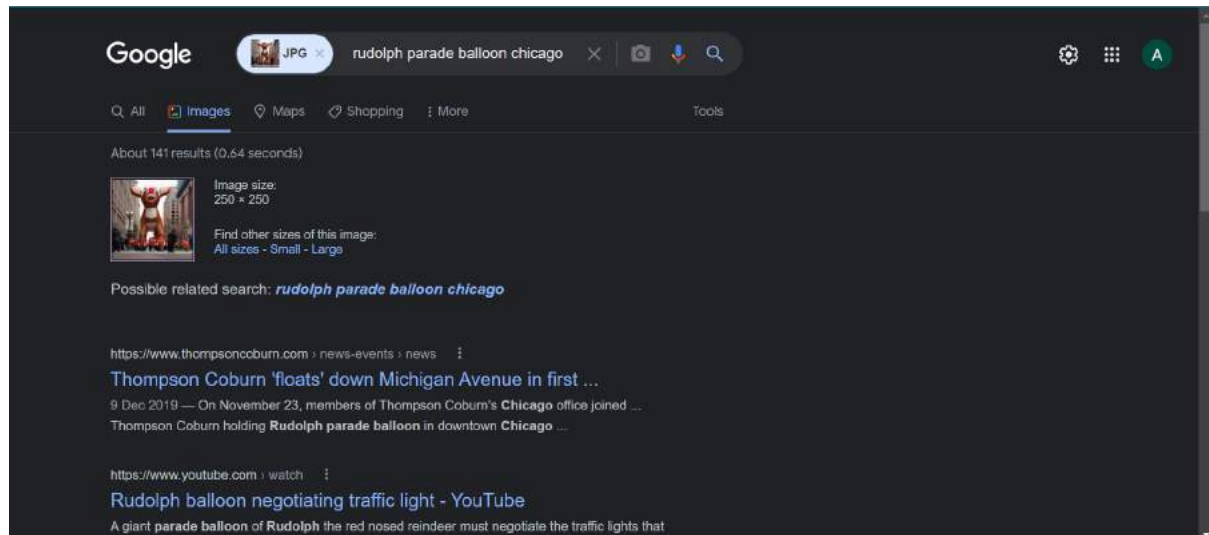 Google
JPG ×
rudolph parade balloon chicago
A
All
Images
Maps
Shopping
More
Tools
About 141 results (0.64 seconds)
Image size:
250 × 250
Find other sizes of this image:
All sizes - Small - Large
Possible related search: rudolph parade balloon chicago
https://www.thompsoncoburn.com › news-events › news
Thompson Coburn 'floats' down Michigan Avenue in first ...
9 Dec 2019 — On November 23, members of Thompson Coburn's Chicago office joined ...
Thompson Coburn holding Rudolph parade balloon in downtown Chicago ...
https://www.youtube.com › watch
Rudolph balloon negotiating traffic light - YouTube
A giant parade balloon of Rudolph the red nosed reindeer must negotiate the traffic lights that